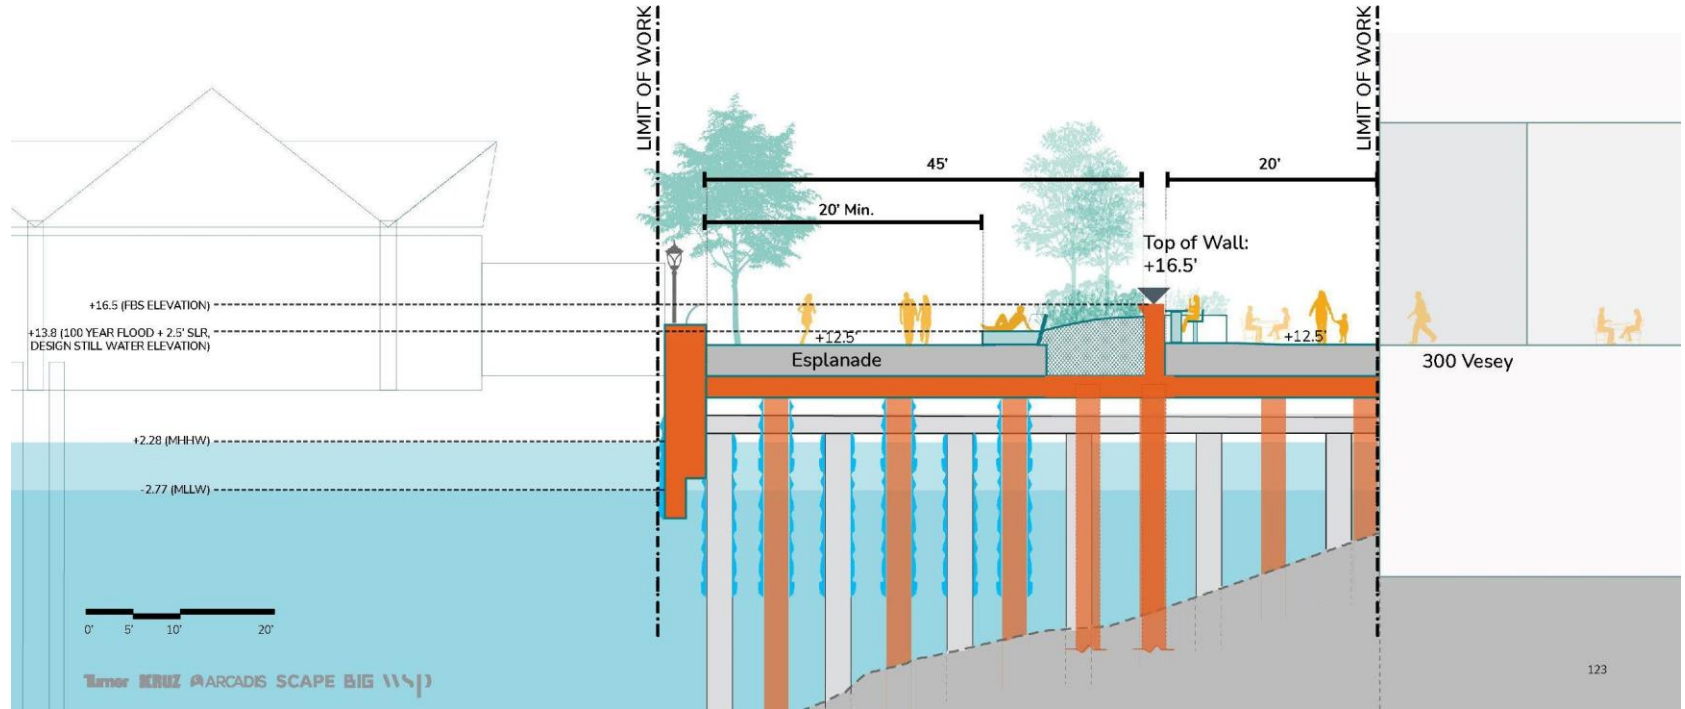 LIMIT OF WORK
LIMIT OF WORK
45'
20'
20' Min.
Top of Wall:
+16.5'
+16.5 (FBS ELEVATION)
+13.8 (100 YEAR FLOOD + 2.5' SLR,
DESIGN STILL WATER ELEVATION)
+12.5'
+12.5'
Esplanade
300 Vesey
+2.28 (MHHW)
-2.77 (MLLW)
0' 5' 10' 20'
Turner KRUZ ARCADIS SCAPE BIG WSP
123